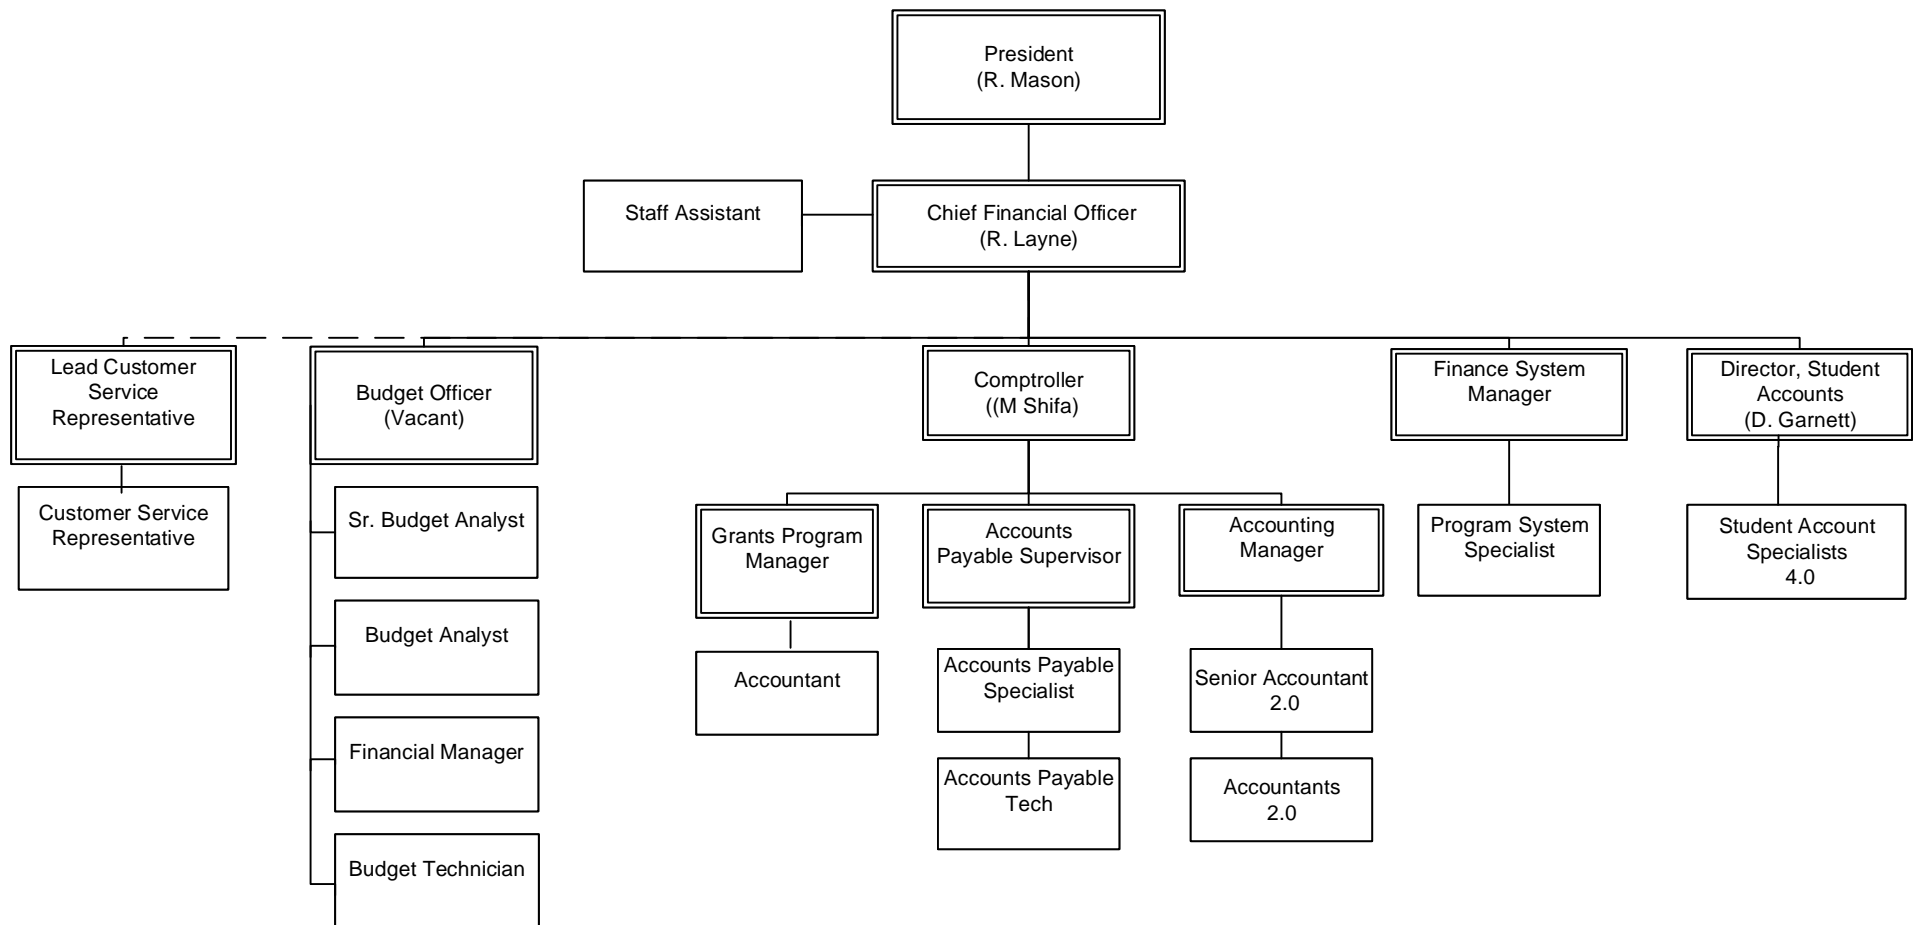 President
(R. Mason)
Staff Assistant
Chief Financial Officer
(R. Layne)
Lead Customer
Service
Representative
Budget Officer
(Vacant)
Comptroller
((M Shifa)
Finance System
Manager
Director, Student
Accounts
(D. Garnett)
Customer Service
Representative
Sr. Budget Analyst
Budget Analyst
Financial Manager
Budget Technician
Grants Program
Manager
Accountant
Accounts
Payable Supervisor
Accounts Payable
Specialist
Accounts Payable
Tech
Accounting
Manager
Senior Accountant
2.0
Accountants
2.0
Program System
Specialist
Student Account
Specialists
4.0